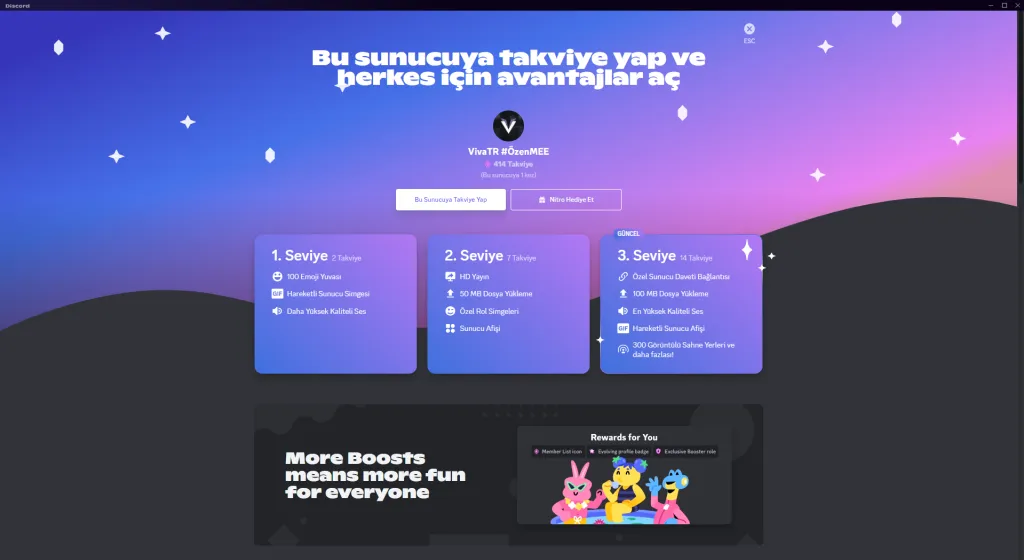 Discord
ESC
Bu sunucuya takviye yap ve
herkes için avantajlar aç
VivaTR #ÖzenMEE
414 Takviye
Bu Sunucuya Takviye Yap
Nitro Hediye Et
1. Seviye 2 Takviye
100 Emoji Yuvası
GIF Hareketli Sunucu Simgesi
Daha Yüksek Kaliteli Ses
2. Seviye 7 Takviye
HD Yayın
50 MB Dosya Yükleme
Özel Rol Simgeleri
Sunucu Afişi
GÜNCEL
3. Seviye 14 Takviye
Özel Sunucu Daveti Bağlantısı
100 MB Dosya Yükleme
En Yüksek Kaliteli Ses
GIF Hareketli Sunucu Afişi
300 Görüntülü Sahne Yerleri ve
daha fazlası!
More Boosts
means more fun
for everyone
Rewards for You
Member List icon
Evolving profile badge
Exclusive Booster role